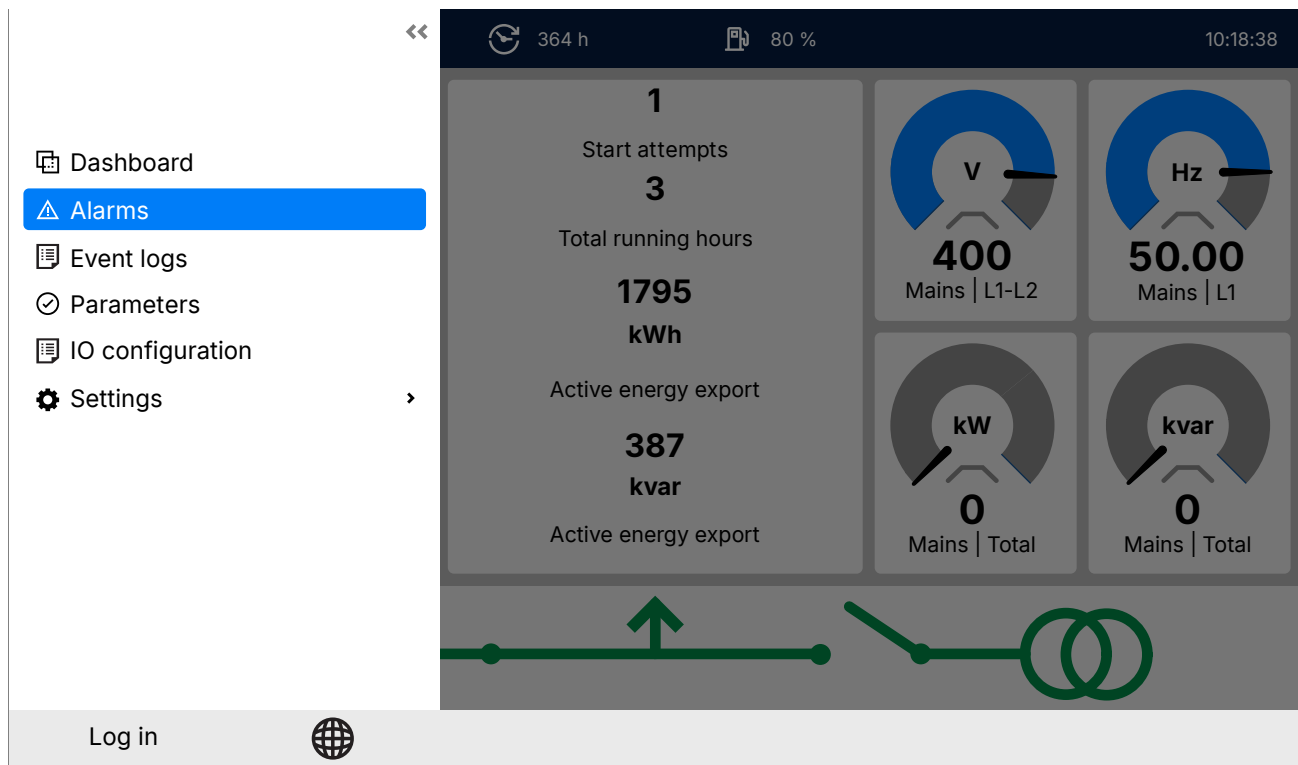 364 h
80 %
10:18:38
Dashboard
Alarms
Event logs
Parameters
IO configuration
Settings
1
Start attempts
3
Total running hours
1795
kWh
Active energy export
387
kvar
Active energy export
V
400
Mains | L1-L2
Hz
50.00
Mains | L1
kW
0
Mains | Total
kvar
0
Mains | Total
Log in